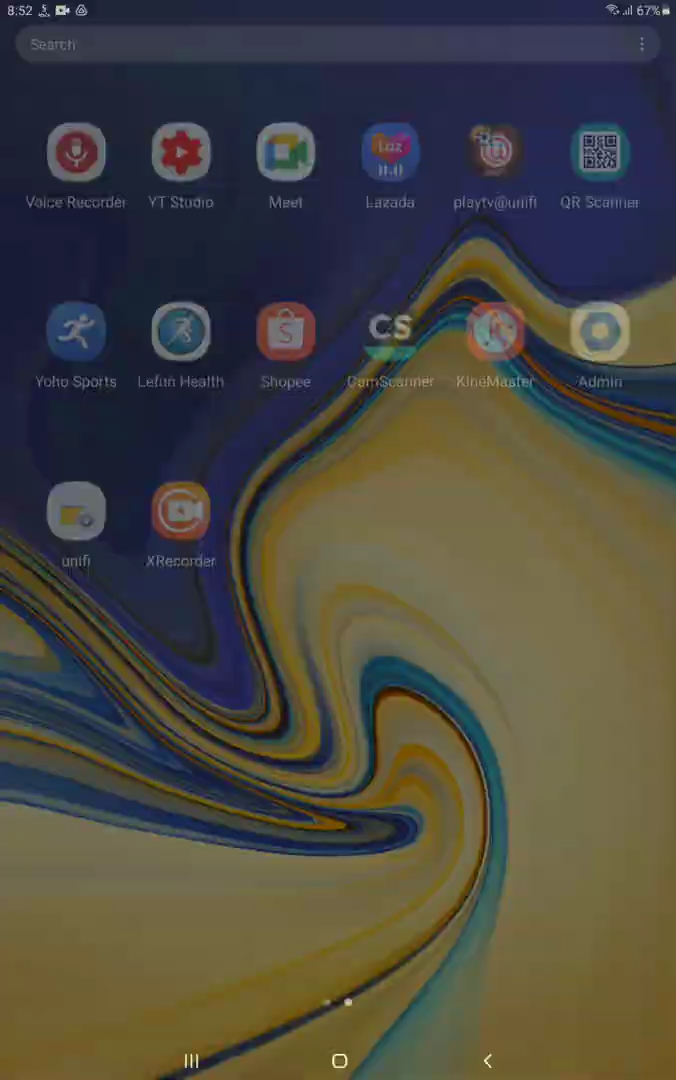 8:52 67%
Search
Voice Recorder YT Studio Meet Lazada playtv@unifi QR Scanner
Yoho Sports Lefun Health Shopee CamScanner KineMaster Admin
unifi XRecorder